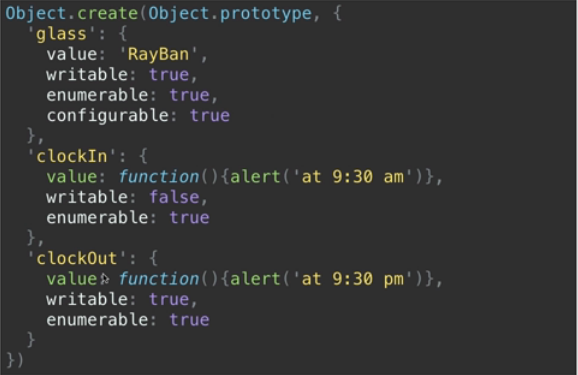 Object.create(Object.prototype, {
  'glass': {
    value: 'RayBan',
    writable: true,
    enumerable: true,
    configurable: true
  },
  'clockIn': {
    value: function(){alert('at 9:30 am')},
    writable: false,
    enumerable: true
  },
  'clockOut': {
    value: function(){alert('at 9:30 pm')},
    writable: true,
    enumerable: true
  }
})